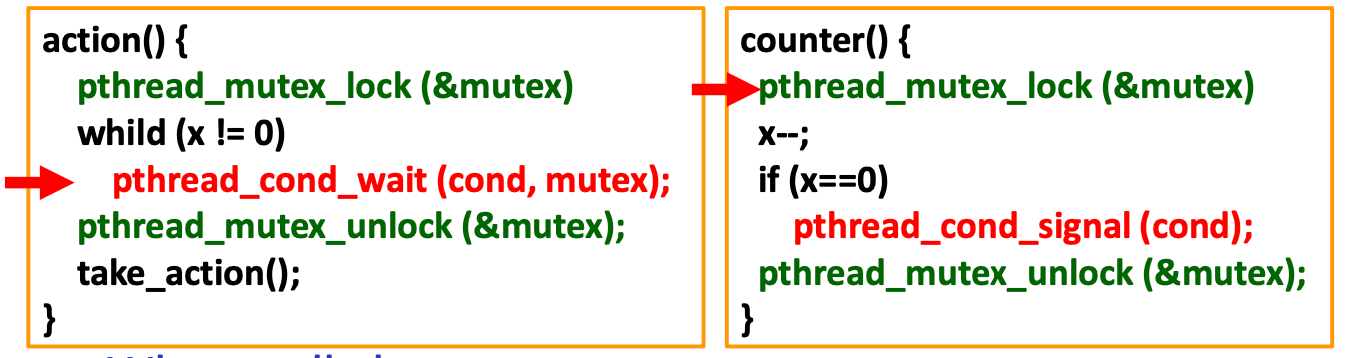 action() {
pthread_mutex_lock (&mutex)
whild (x != 0)
pthread_cond_wait (cond, mutex);
pthread_mutex_unlock (&mutex);
take_action();
}
counter() {
pthread_mutex_lock (&mutex)
x--;
if (x==0)
pthread_cond_signal (cond);
pthread_mutex_unlock (&mutex);
}